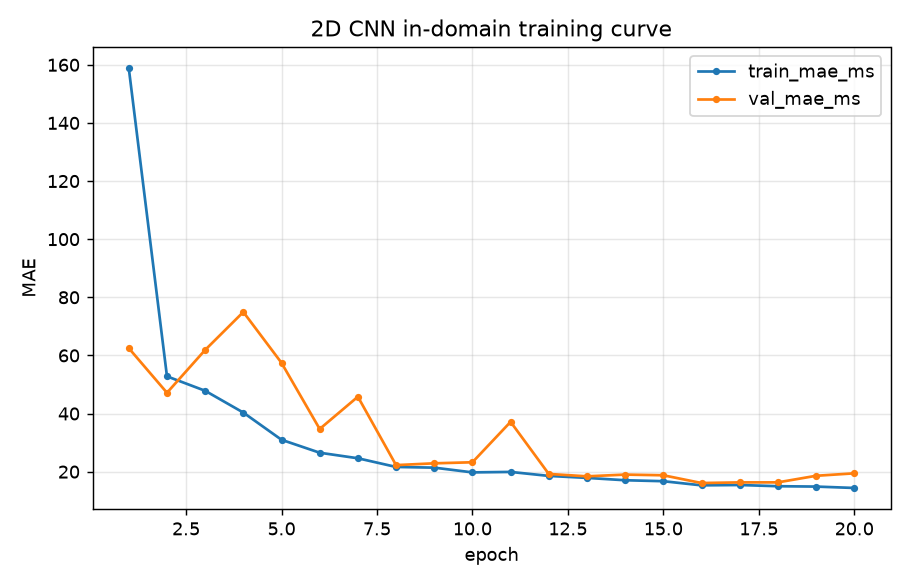 2D CNN in-domain training curve
train_mae_ms
val_mae_ms
MAE
160
140
120
100
80
60
40
20
2.5 5.0 7.5 10.0 12.5 15.0 17.5 20.0
epoch